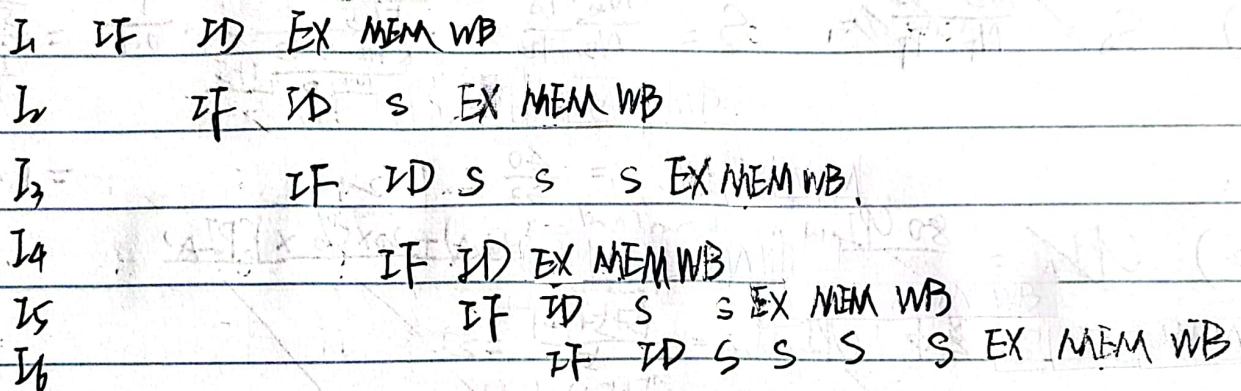 I1 IF ID EX MEM WB
I2 IF ID S EX MEM WB
I3 IF ID S S S EX MEM WB
I4 IF ID EX MEM WB
I5 IF ID S S EX MEM WB
I6 IF ID S S S S EX MEM WB